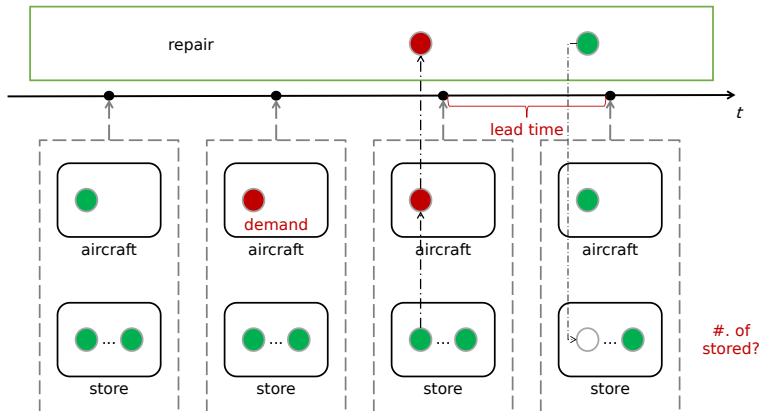 repair
t
lead time
demand
aircraft
aircraft
aircraft
aircraft
...
...
...
...
#. of
stored?
store
store
store
store